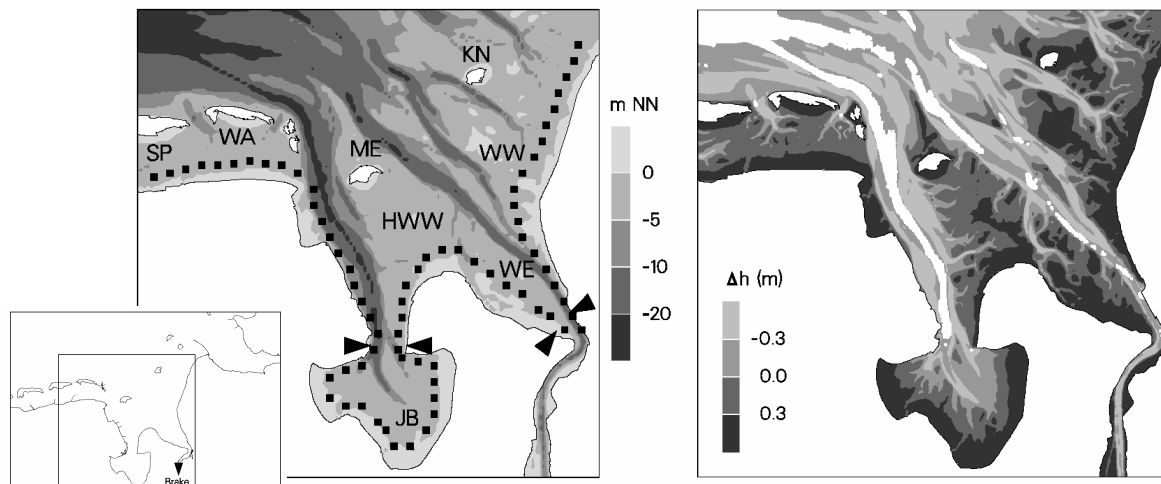 KN
m NN
WA
SP
ME
WW
0
-5
-10
-20
HWW
WE
JB
Brake
Δh (m)
-0.3
0.0
0.3